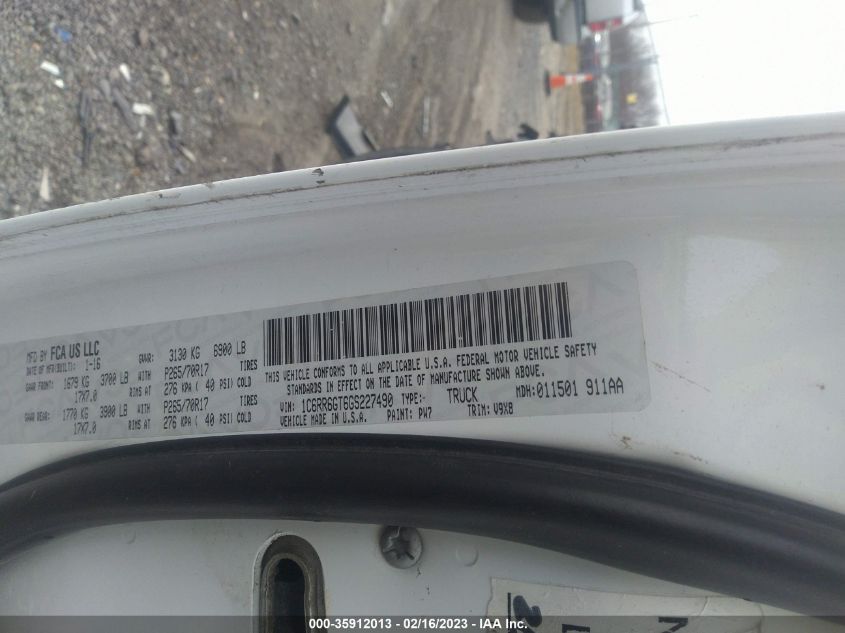 MFD BY FCA US LLC
DATE OF MFR(BUILT): 1-16 GVWR: 3130 KG 6900 LB
GAWR FRONT: 1679 KG 3700 LB WITH P265/70R17 TIRES
17X7.0 RIMS AT 276 KPA ( 40 PSI) COLD
GAWR REAR: 1770 KG 3900 LB WITH P265/70R17 TIRES
17X7.0 RIMS AT 276 KPA ( 40 PSI) COLD
THIS VEHICLE CONFORMS TO ALL APPLICABLE U.S.A. FEDERAL MOTOR VEHICLE SAFETY
STANDARDS IN EFFECT ON THE DATE OF MANUFACTURE SHOWN ABOVE.
VIN: 1C6RR6GT6GS227490 TYPE:- TRUCK MDH: 011501 911AA
VEHICLE MADE IN U.S.A. PAINT: PW7 TRIM: V9X8
000-35912013 - 02/16/2023 - IAA Inc.